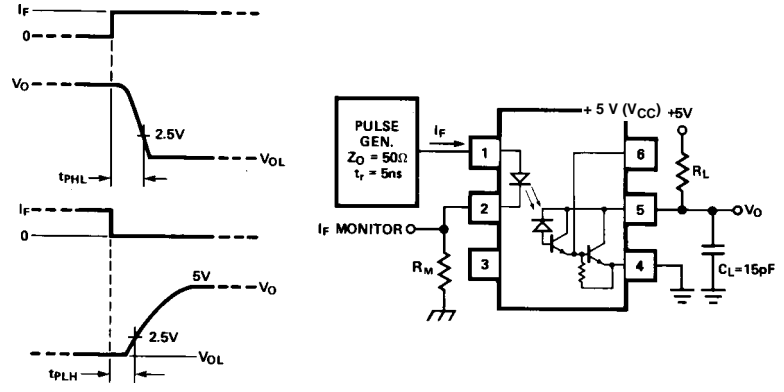 IF
0
VO
2.5V
VOL
tPHL
IF
0
5V
VO
2.5V
VOL
tPLH
PULSE
GEN.
ZO = 50Ω
tr = 5ns
IF
+ 5 V (VCC)
+5V
1
6
RL
2
5
VO
IF MONITOR
3
4
RM
CL=15pF